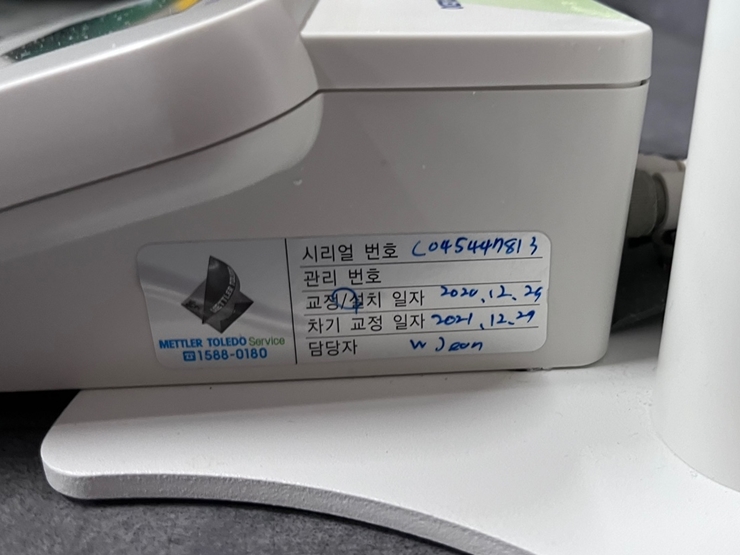 METTLER TOLEDO Service
☎1588-0180
시리얼 번호 C045447813
관리 번호
교정/설치 일자 2020.12.29
차기 교정 일자 2021.12.29
담당자 W Jeon